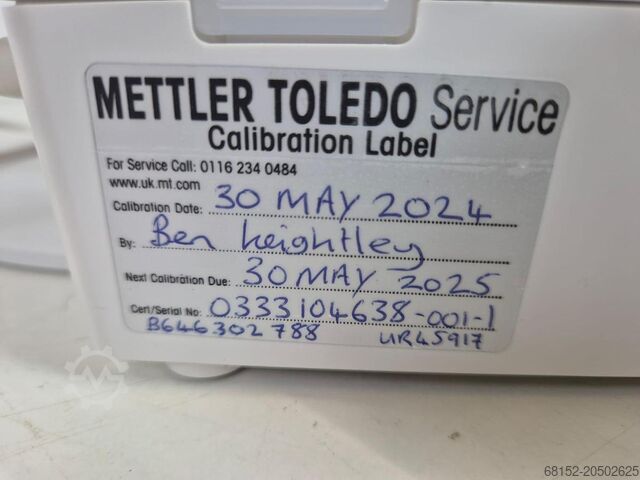 METTLER TOLEDO Service
Calibration Label
For Service Call: 0116 234 0484
www.uk.mt.com
Calibration Date: 30 MAY 2024
By: Ben Keightley
Next Calibration Due: 30 MAY 2025
Cert/Serial No: 0333104638-001-1
B646302788 UR45917
68152-20502625